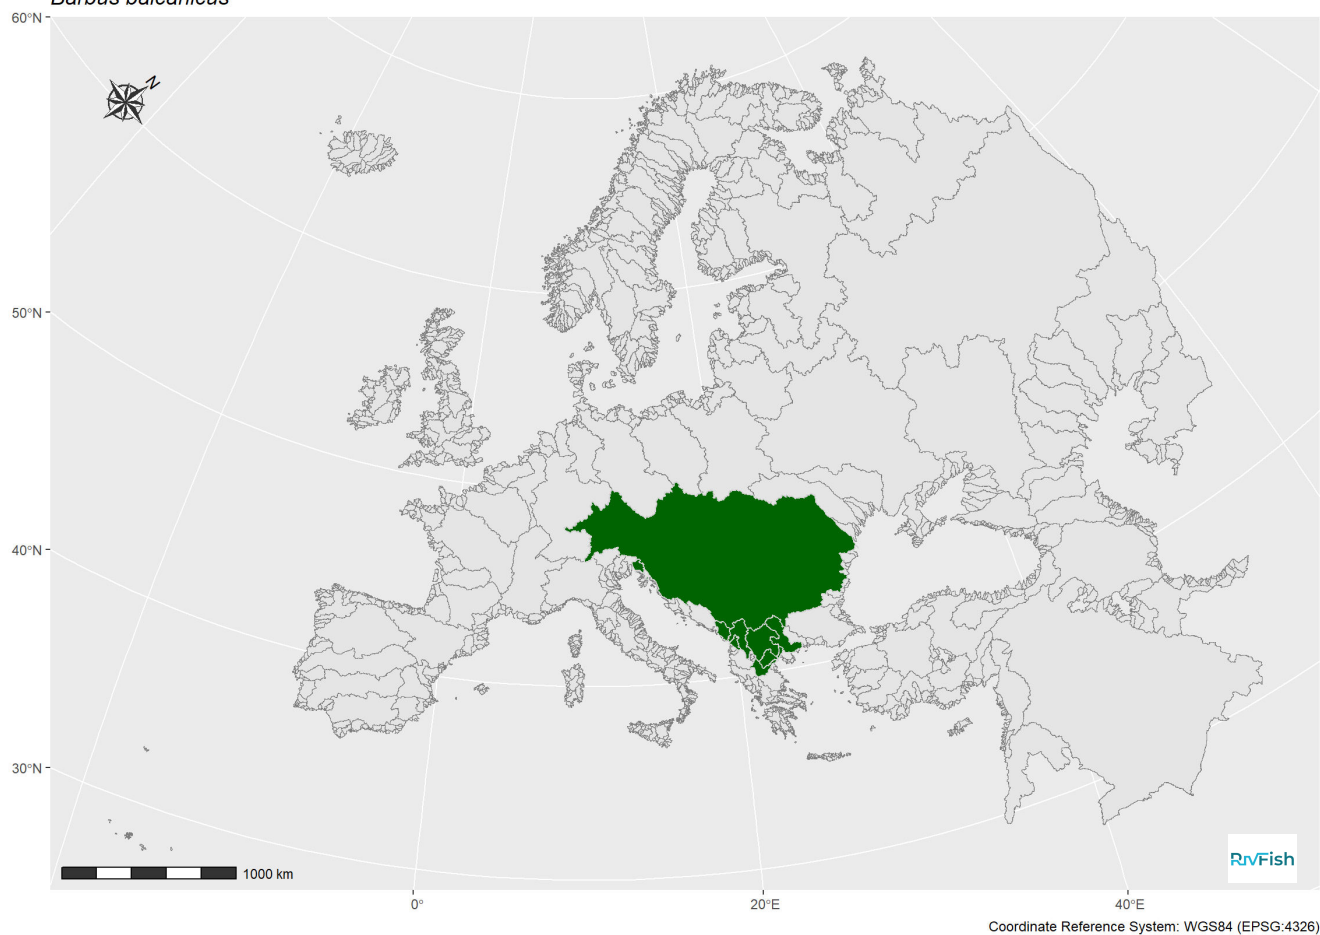 Barbus balcanicus
60°N
N
50°N
40°N
30°N
1000 km
RivFish
0°
20°E
40°E
Coordinate Reference System: WGS84 (EPSG:4326)